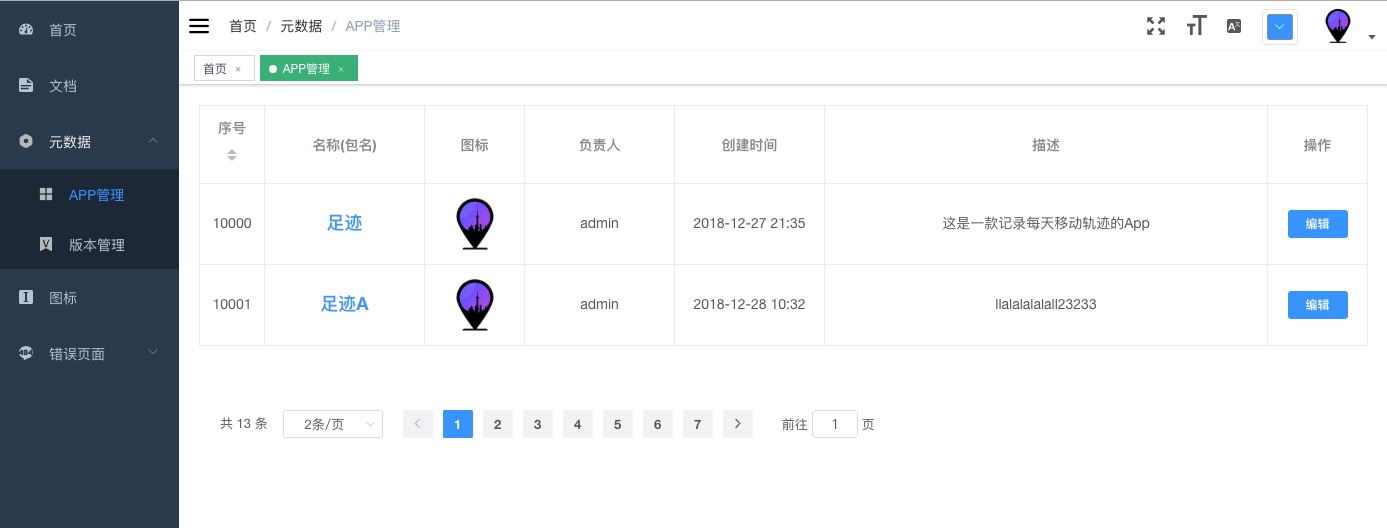 首页
文档
元数据
APP管理
版本管理
图标
错误页面
首页 / 元数据 / APP管理
首页 × APP管理 ×
序号 名称(包名) 图标 负责人 创建时间 描述 操作
10000 足迹 admin 2018-12-27 21:35 这是一款记录每天移动轨迹的App 编辑
10001 足迹A admin 2018-12-28 10:32 llalalalalall23233 编辑
共 13 条 2条/页 1 2 3 4 5 6 7 前往 1 页